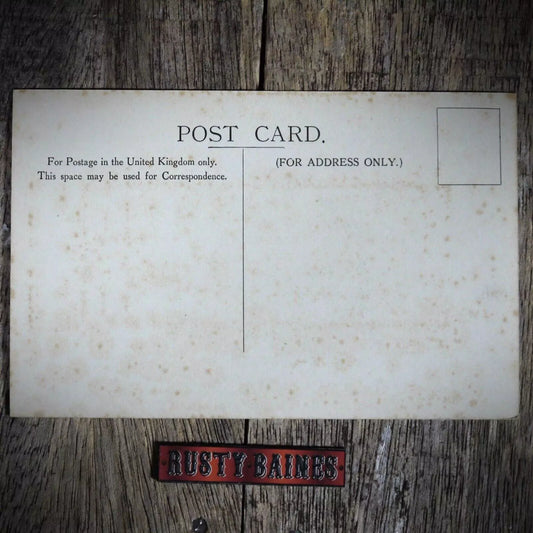 POST CARD.
For Postage in the United Kingdom only.
This space may be used for Correspondence.
(FOR ADDRESS ONLY.)
RUSTY·BAINES